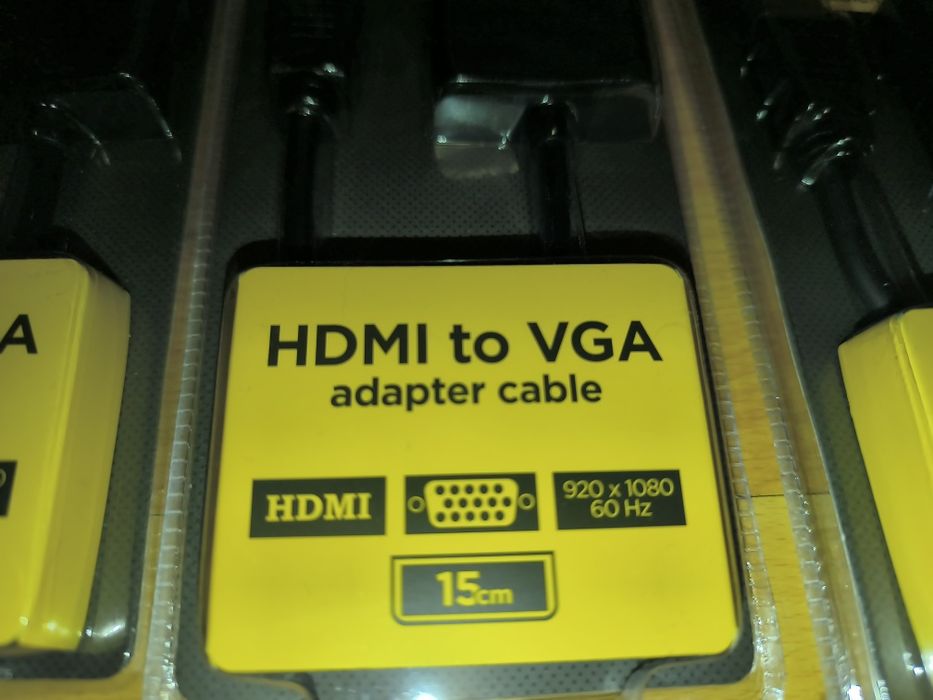 HDMI to VGA
adapter cable
HDMI
920 x 1080
60 Hz
15cm
A